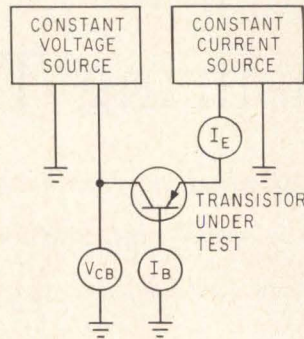 CONSTANT
VOLTAGE
SOURCE
CONSTANT
CURRENT
SOURCE
I_E
TRANSISTOR
UNDER
TEST
V_CB
I_B